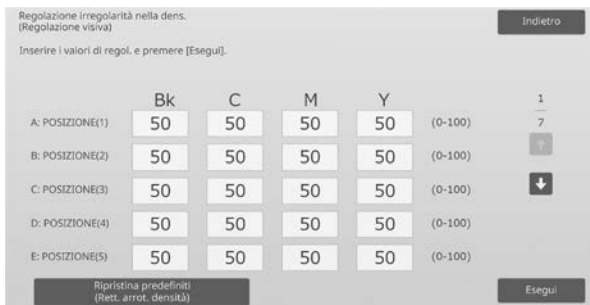 Regolazione irregolarità nella dens.
(Regolazione visiva)
Indietro
Inserire i valori di regol. e premere [Esegui].
Bk C M Y
A: POSIZIONE(1) 50 50 50 50 (0-100)
B: POSIZIONE(2) 50 50 50 50 (0-100)
C: POSIZIONE(3) 50 50 50 50 (0-100)
D: POSIZIONE(4) 50 50 50 50 (0-100)
E: POSIZIONE(5) 50 50 50 50 (0-100)
1
7
Ripristina predefiniti
(Rett. arrot. densità)
Esegui